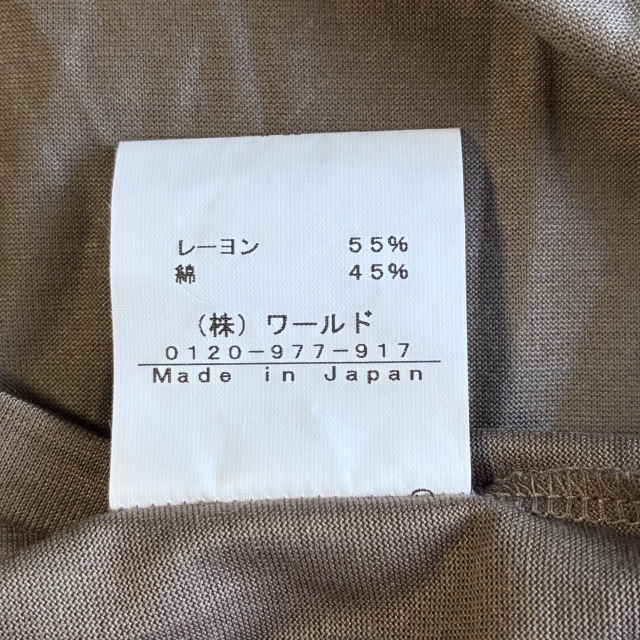 レーヨン 55%
綿 45%
(株)ワールド
0120-977-917
Made in Japan